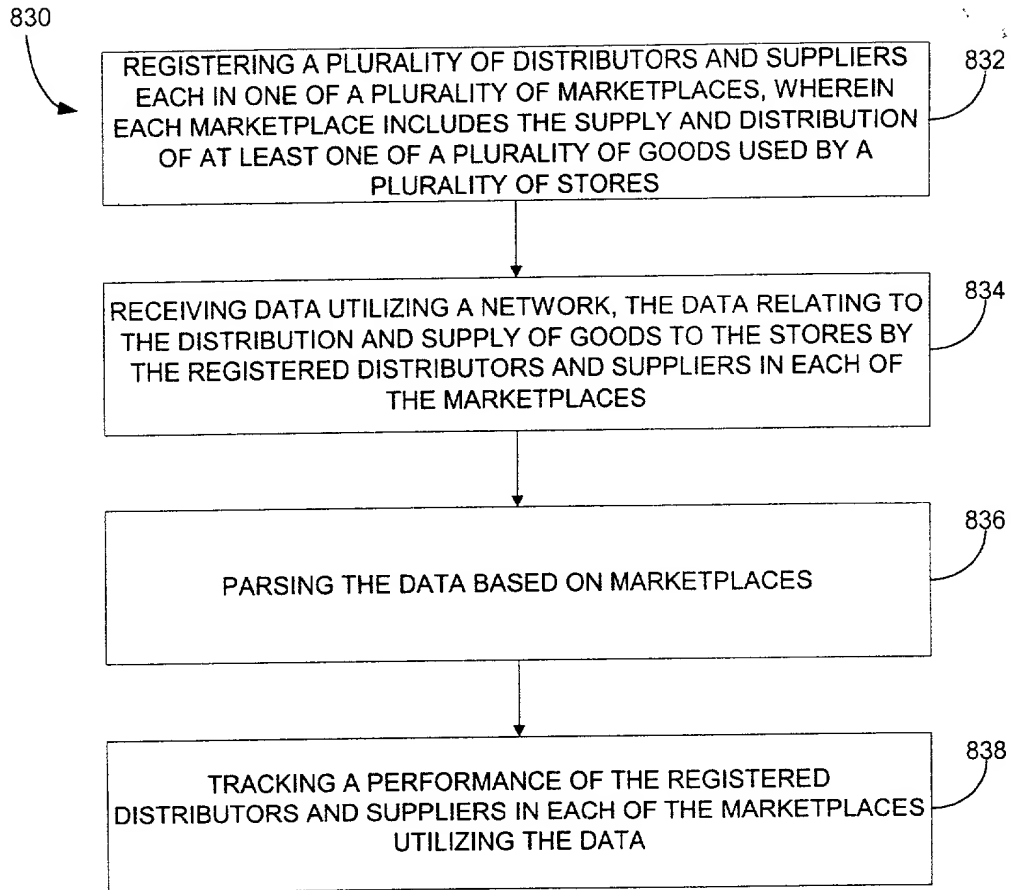 830
REGISTERING A PLURALITY OF DISTRIBUTORS AND SUPPLIERS
EACH IN ONE OF A PLURALITY OF MARKETPLACES, WHEREIN
EACH MARKETPLACE INCLUDES THE SUPPLY AND DISTRIBUTION
OF AT LEAST ONE OF A PLURALITY OF GOODS USED BY A
PLURALITY OF STORES
832
RECEIVING DATA UTILIZING A NETWORK, THE DATA RELATING TO
THE DISTRIBUTION AND SUPPLY OF GOODS TO THE STORES BY
THE REGISTERED DISTRIBUTORS AND SUPPLIERS IN EACH OF
THE MARKETPLACES
834
PARSING THE DATA BASED ON MARKETPLACES
836
TRACKING A PERFORMANCE OF THE REGISTERED
DISTRIBUTORS AND SUPPLIERS IN EACH OF THE MARKETPLACES
UTILIZING THE DATA
838